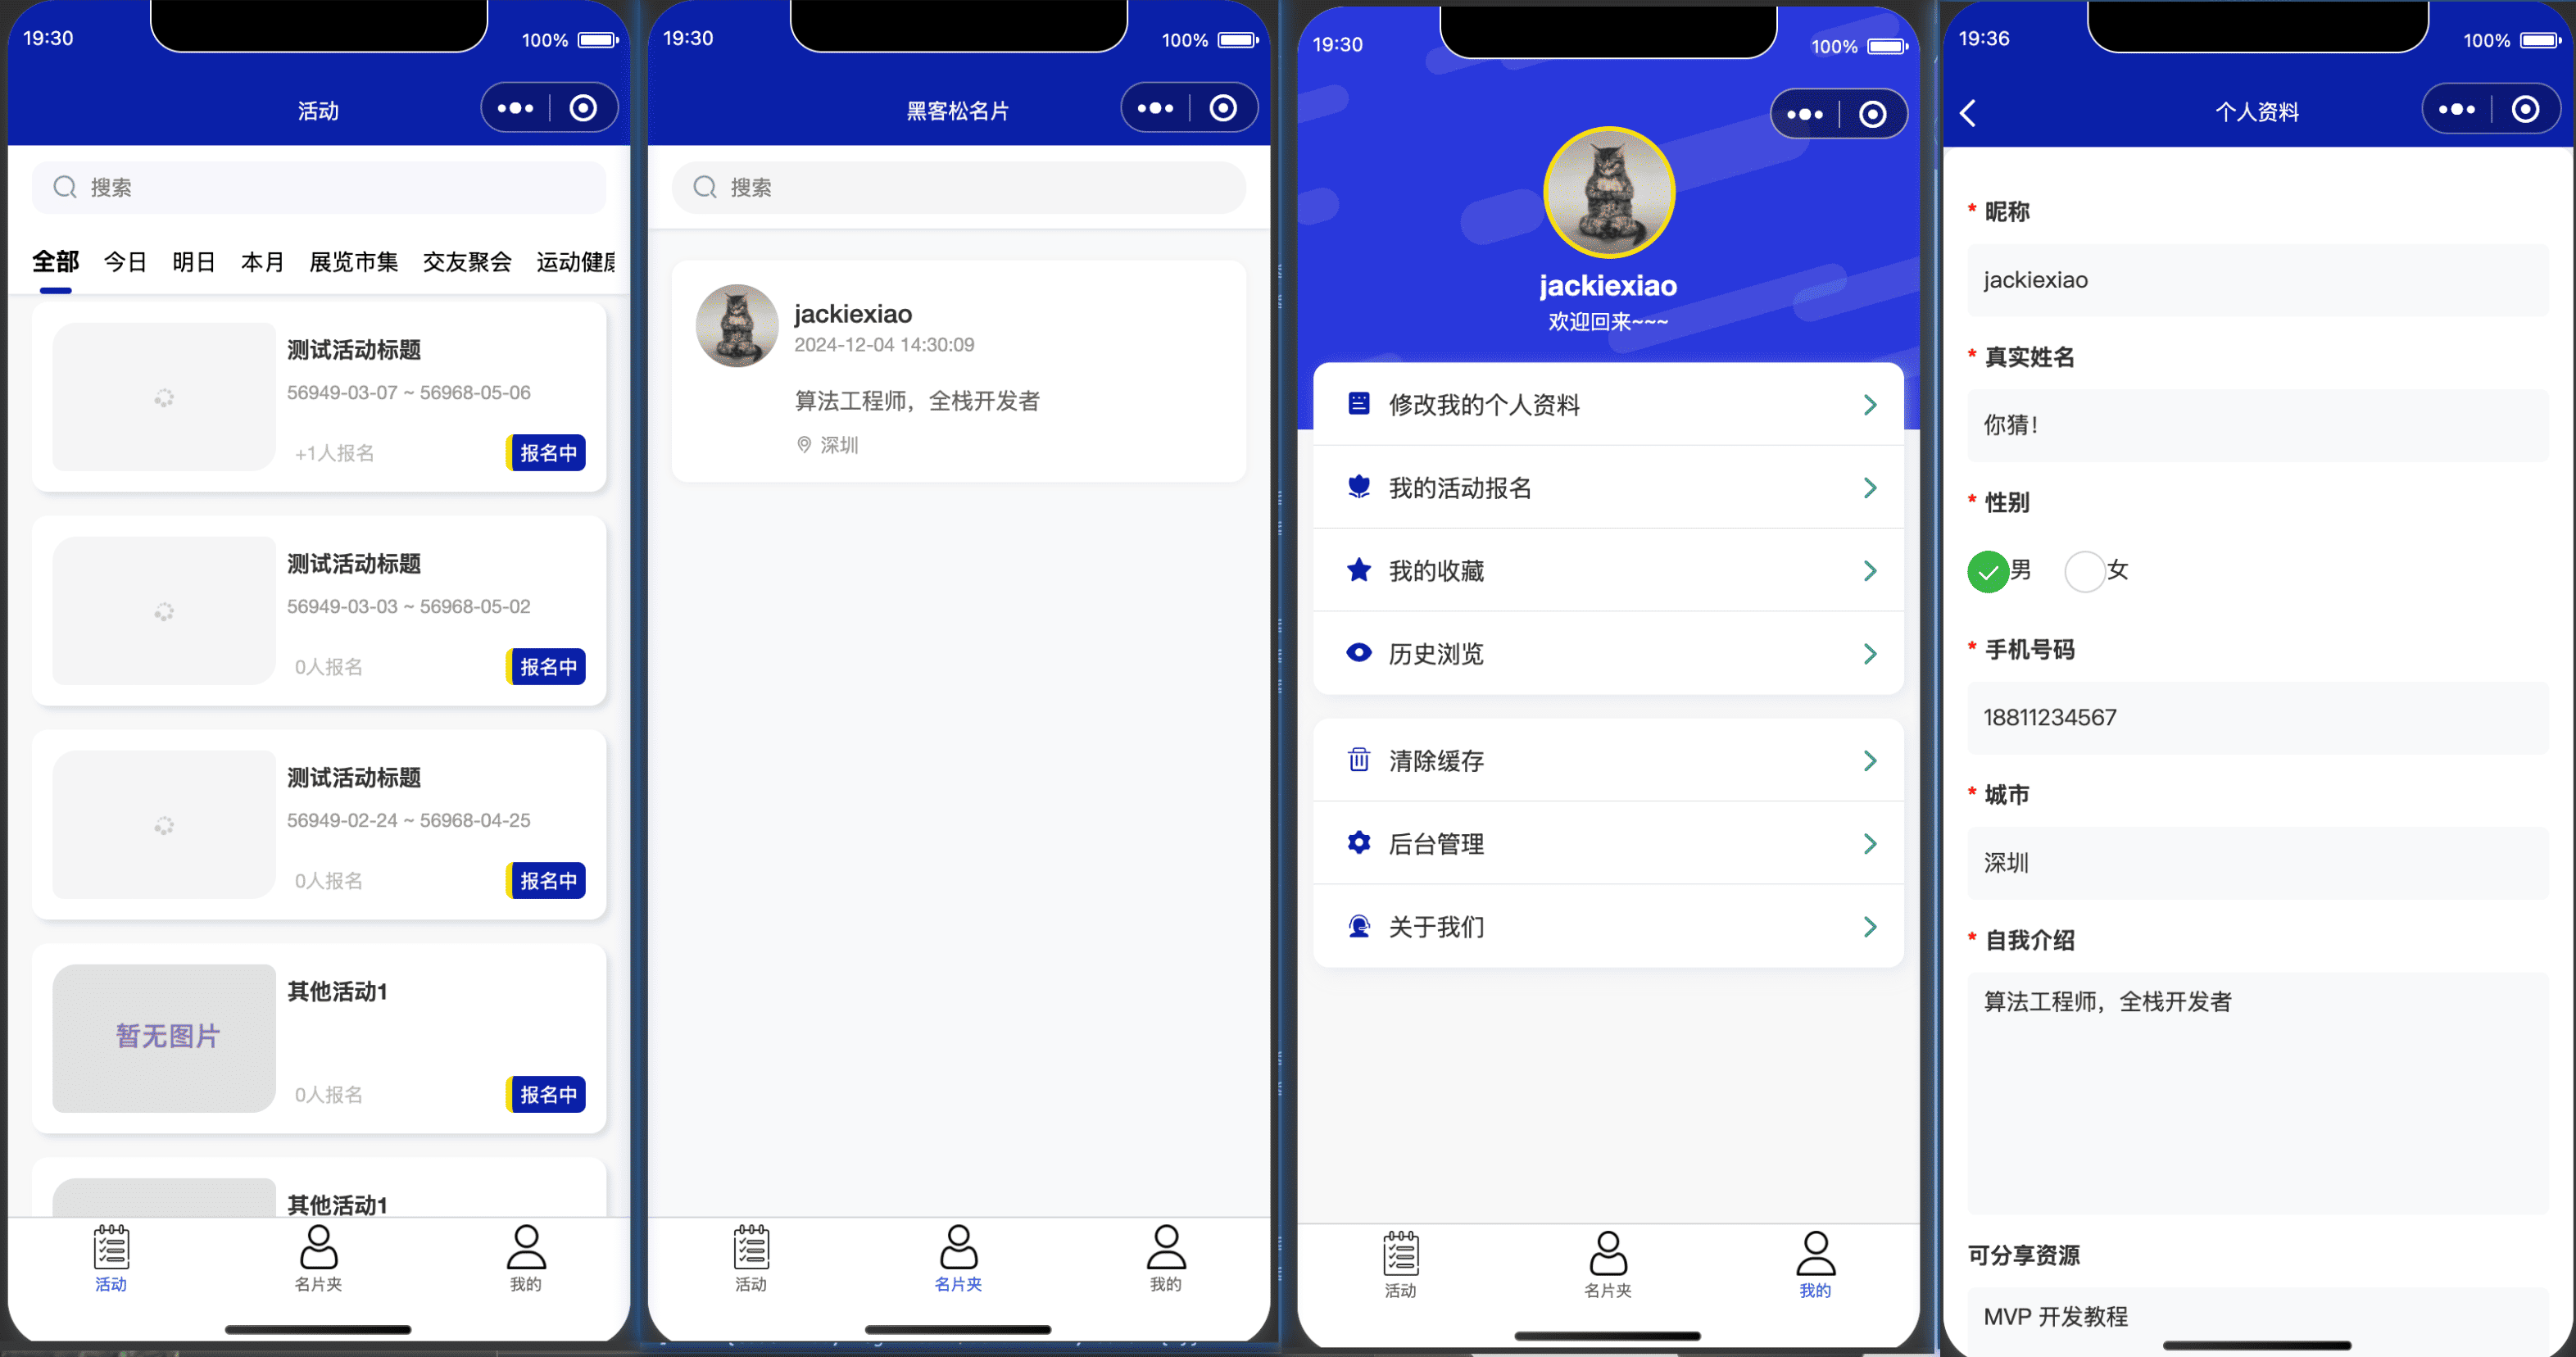 19:30
100%
活动
搜索
全部 今日 明日 本月 展览市集 交友聚会 运动健康
测试活动标题
56949-03-07 ~ 56968-05-06
+1人报名
报名中
测试活动标题
56949-03-03 ~ 56968-05-02
0人报名
报名中
测试活动标题
56949-02-24 ~ 56968-04-25
0人报名
报名中
暂无图片
其他活动1
0人报名
报名中
其他活动1
活动
名片夹
我的
19:30
100%
黑客松名片
搜索
jackiexiao
2024-12-04 14:30:09
算法工程师，全栈开发者
深圳
活动
名片夹
我的
19:30
100%
jackiexiao
欢迎回来~~~
修改我的个人资料
我的活动报名
我的收藏
历史浏览
清除缓存
后台管理
关于我们
活动
名片夹
我的
19:36
100%
个人资料
* 昵称
jackiexiao
* 真实姓名
你猜！
* 性别
男 女
* 手机号码
18811234567
* 城市
深圳
* 自我介绍
算法工程师，全栈开发者
可分享资源
MVP 开发教程